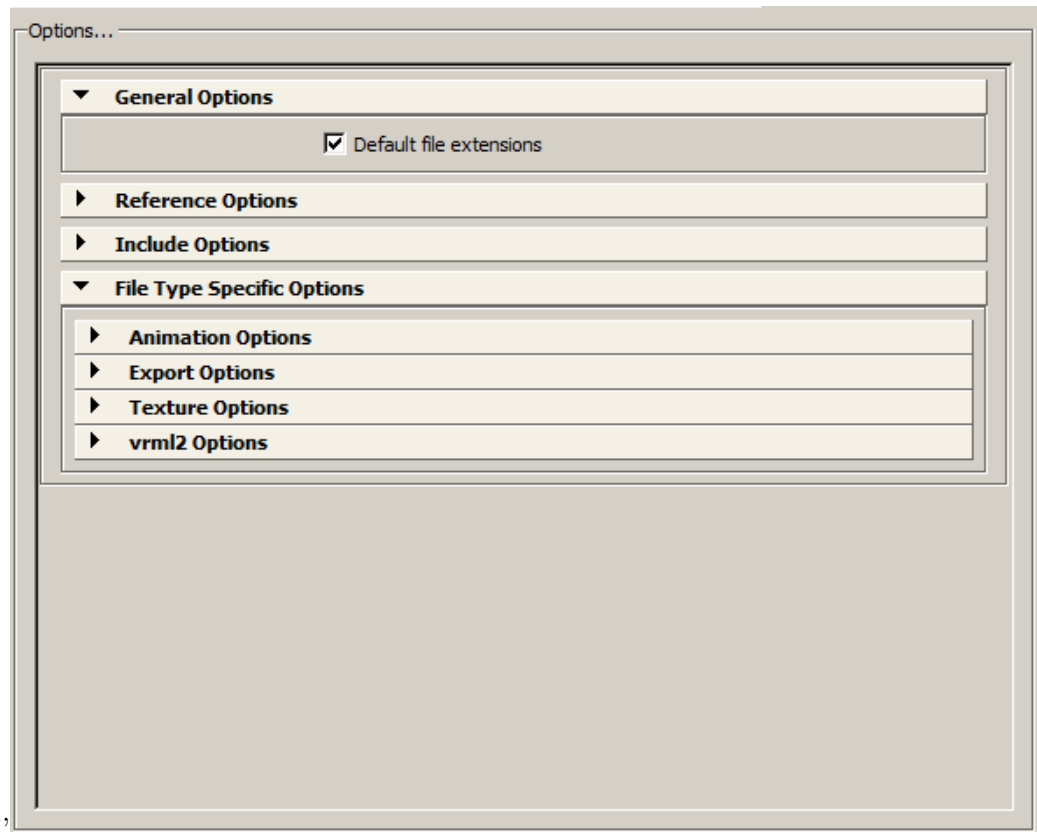 Options...
General Options
Default file extensions
Reference Options
Include Options
File Type Specific Options
Animation Options
Export Options
Texture Options
vrml2 Options
,